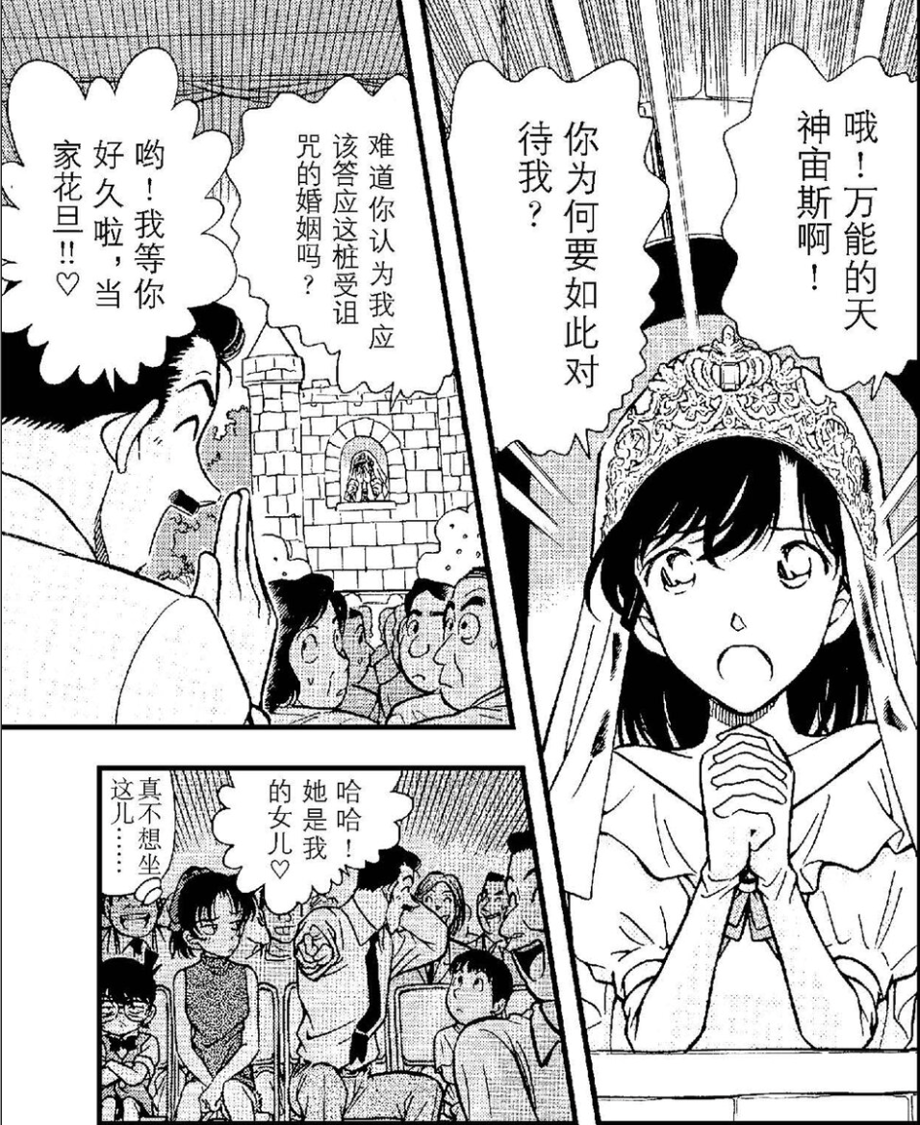 哦！万能的天
神宙斯啊！
你为何要如此对
待我？
难道你认为我应
该答应这桩受诅
咒的婚姻吗？
哟！我等你
好久啦，当
家花旦!!♡
哈哈！
她是我
的女儿♡
真不想坐
这儿……